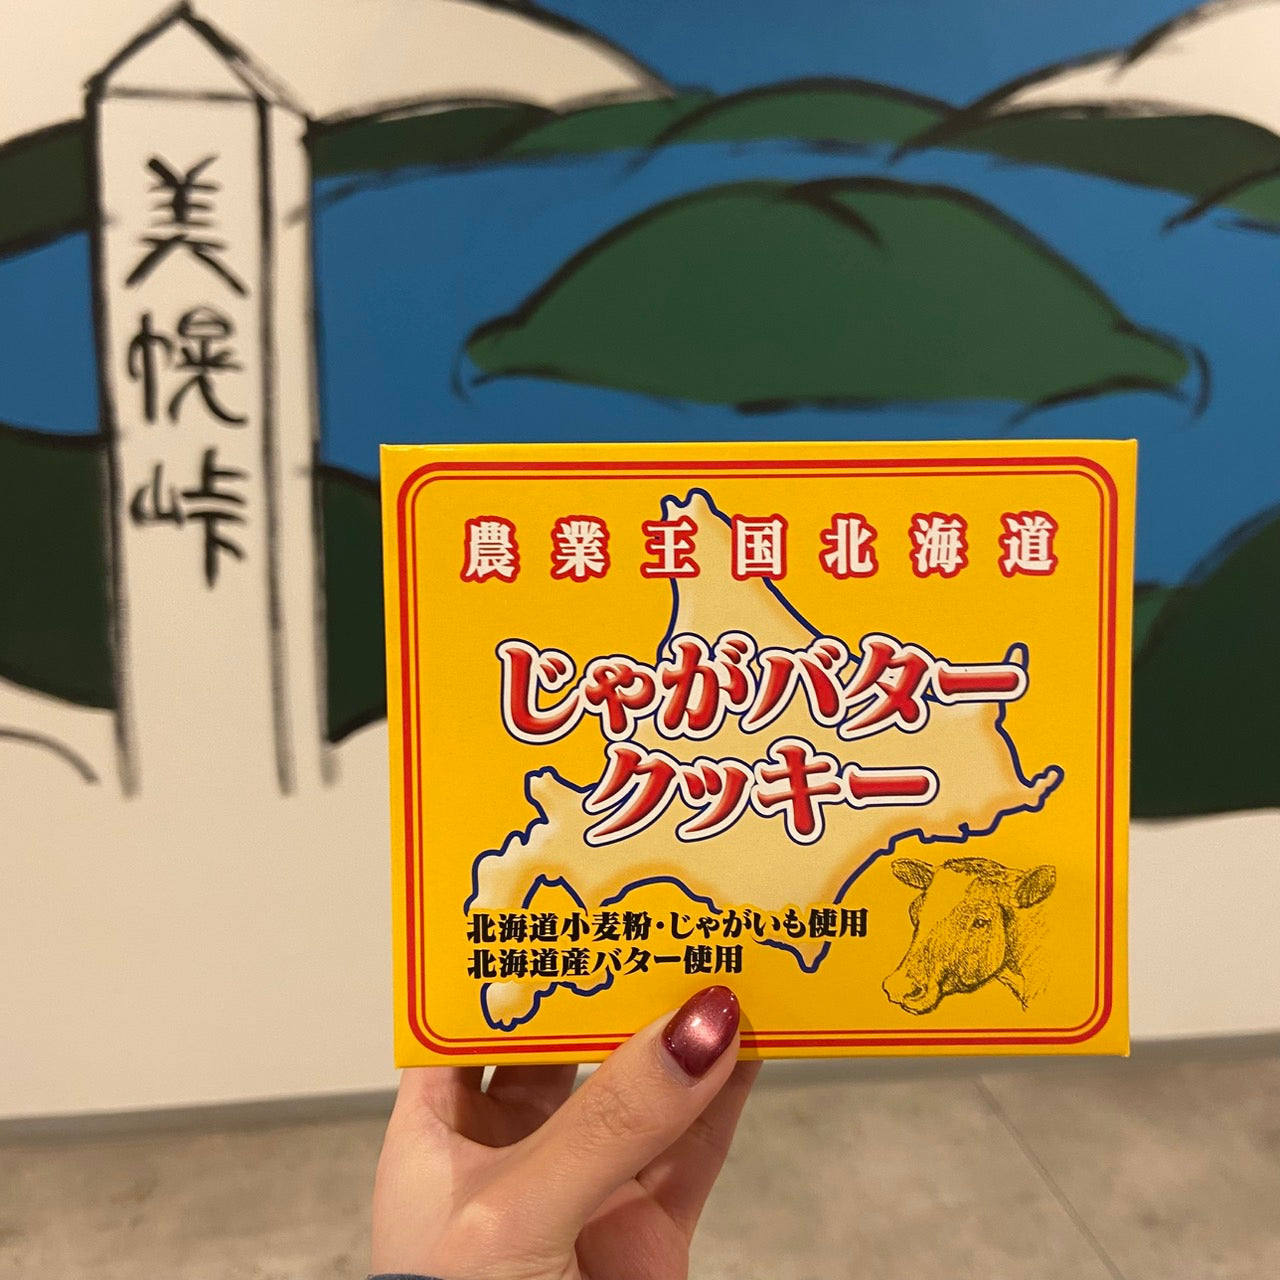 美幌峠
農業王国北海道
じゃがバター
クッキー
北海道小麦粉・じゃがいも使用
北海道産バター使用